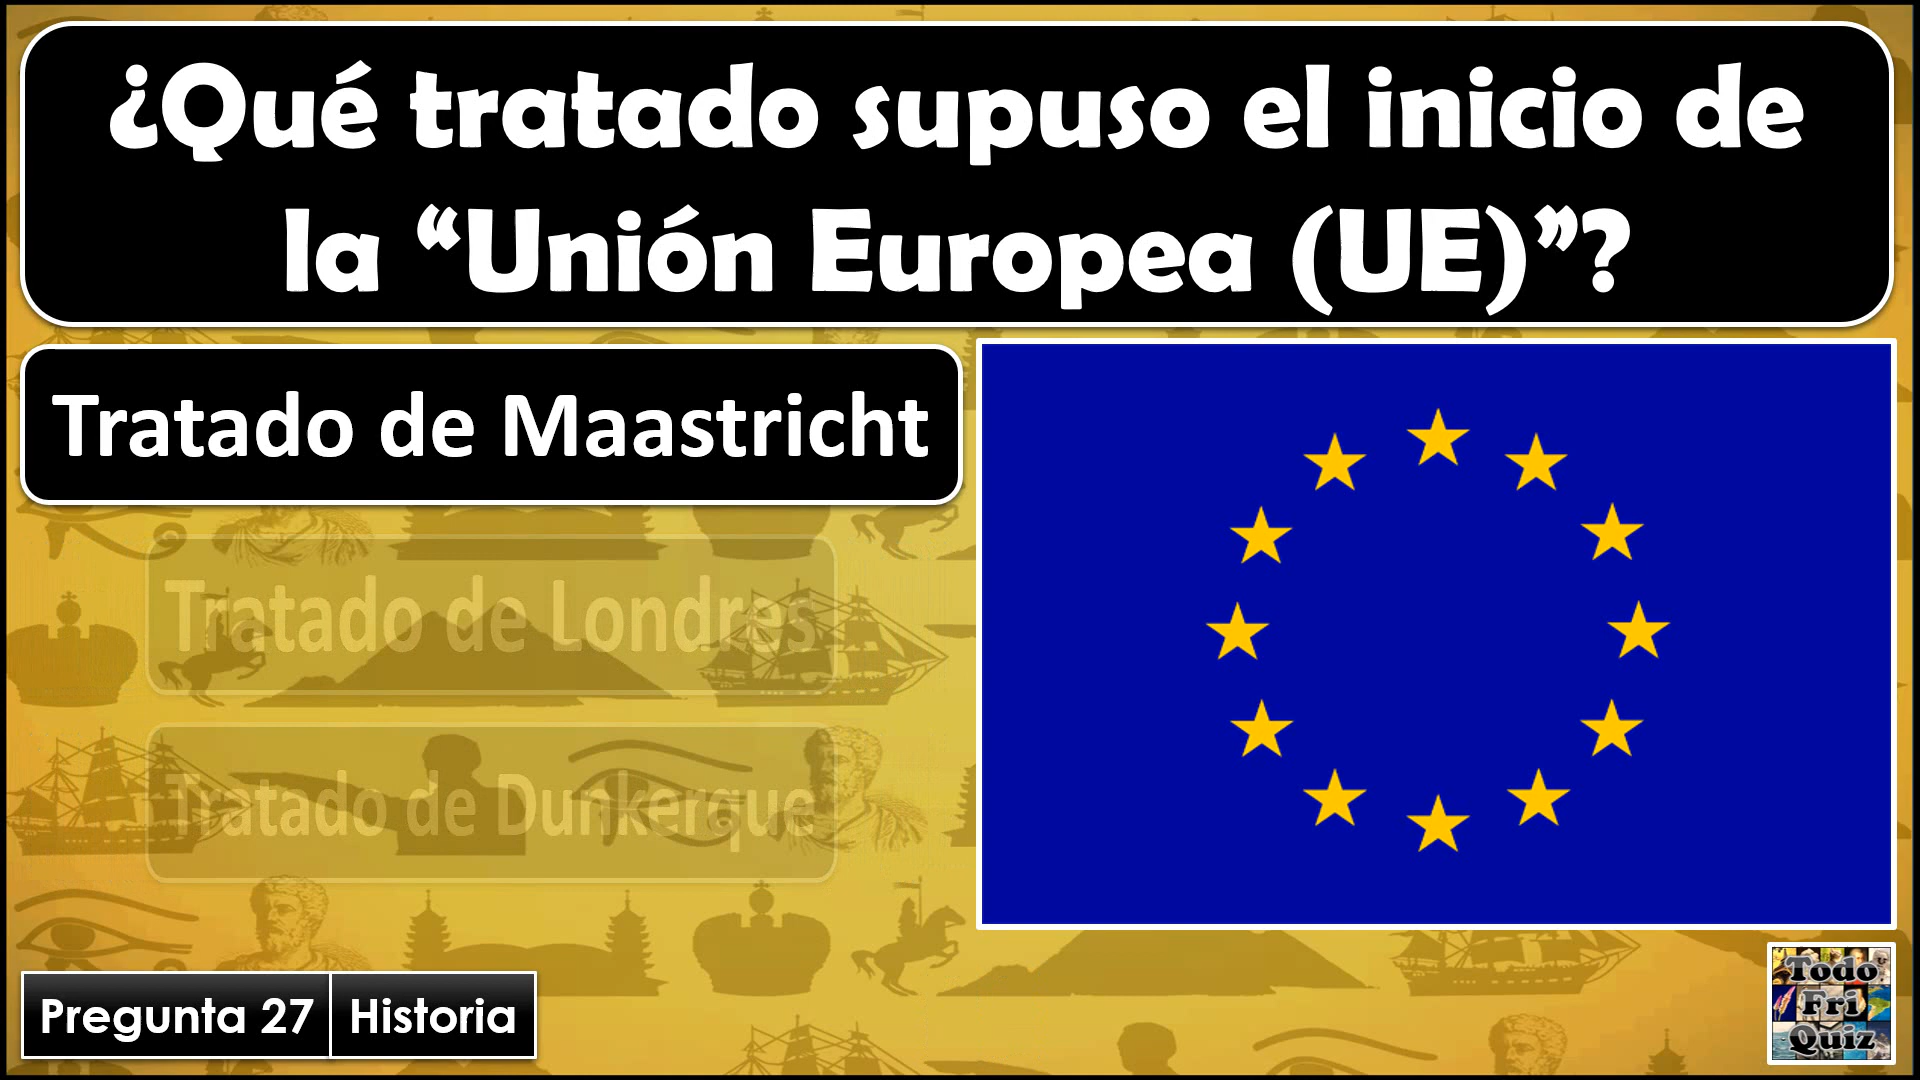 ¿Qué tratado supuso el inicio de
la “Unión Europea (UE)”?
Tratado de Maastricht
Tratado de Londres
Tratado de Dunkerque
Pregunta 27
Historia
Todo
Fri
Quiz